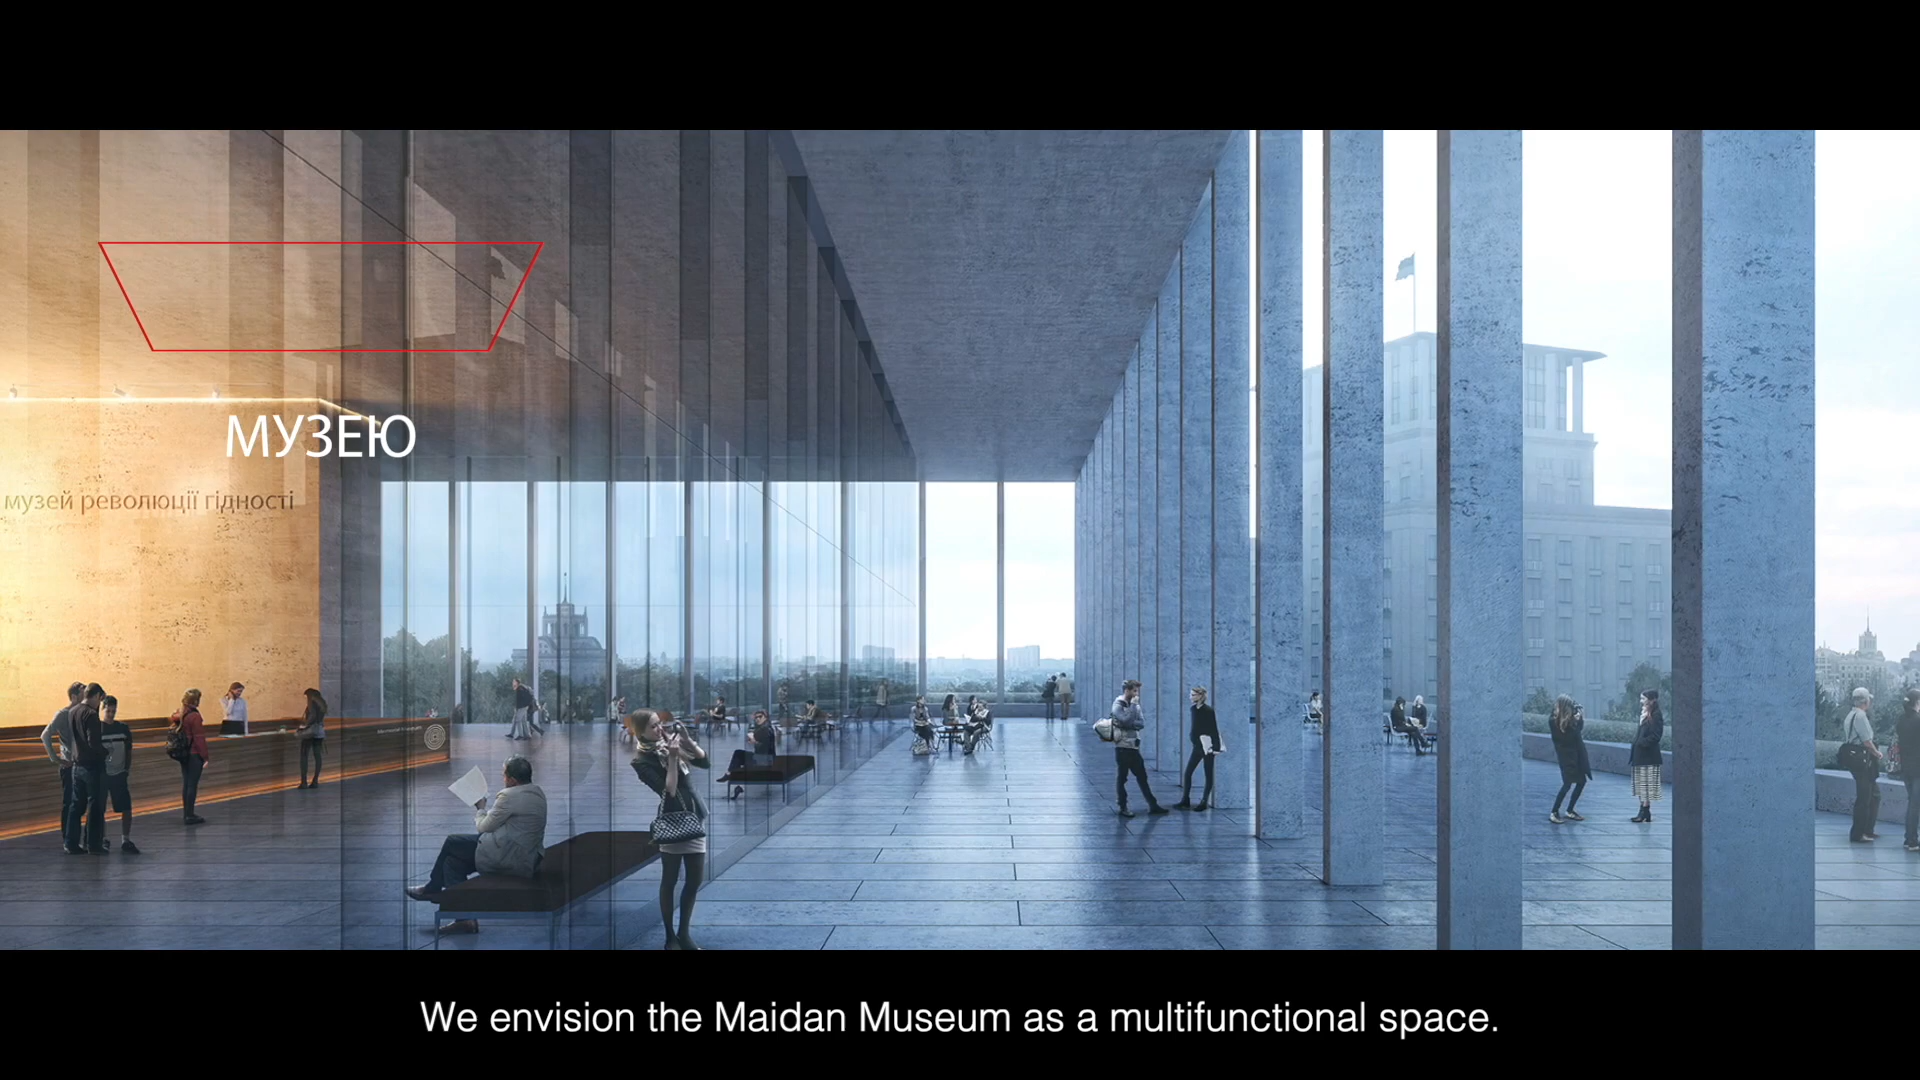 МУЗЕЮ
музей революції гідності
We envision the Maidan Museum as a multifunctional space.